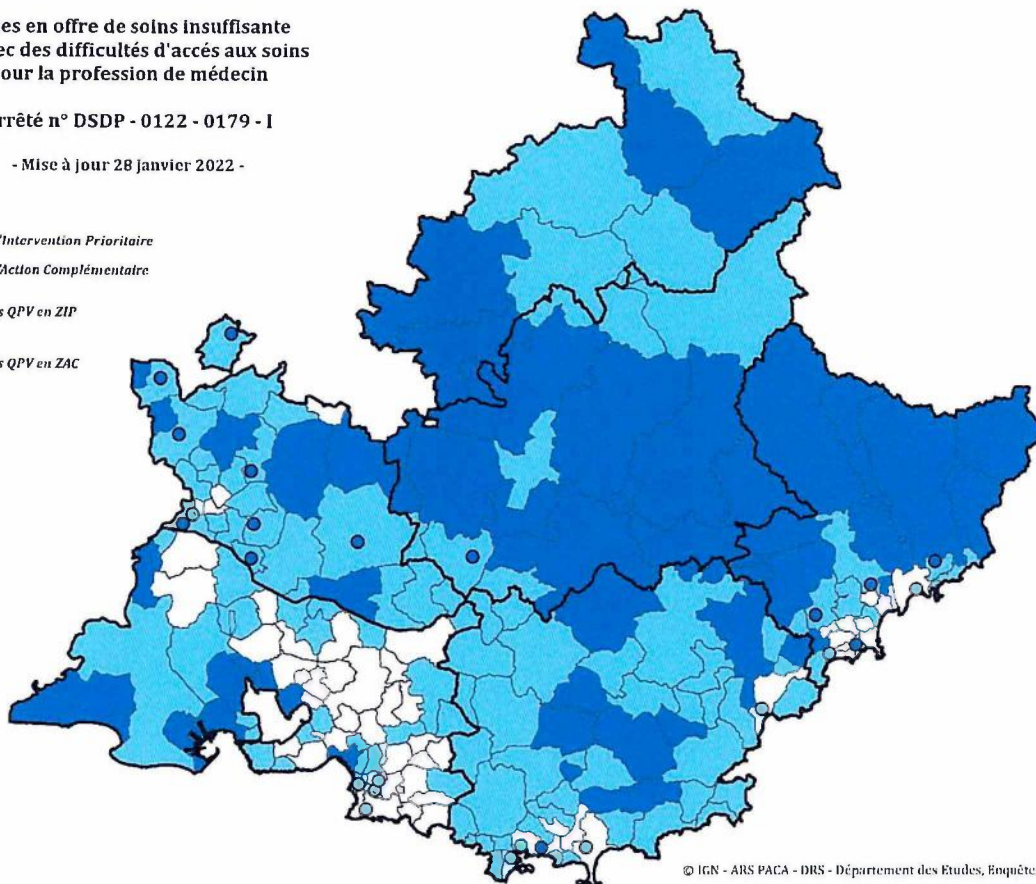 es en offre de soins insuffisante
ec des difficultés d'accés aux soins
our la profession de médecin
rrêté n° DSDP - 0122 - 0179 - I
- Mise à jour 28 janvier 2022 -
'Intervention Prioritaire
'Action Complémentaire
s QPV en ZIP
s QPV en ZAC
© IGN - ARS PACA - DRS - Département des Etudes, Enquête